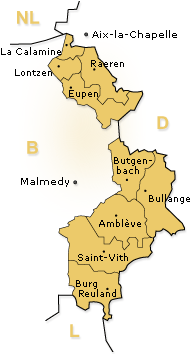 NL
Aix-la-Chapelle
La Calamine
Raeren
Lontzen
Eupen
D
B
Butgen-
bach
Malmedy
Bullange
Amblève
Saint-Vith
Burg
Reuland
L